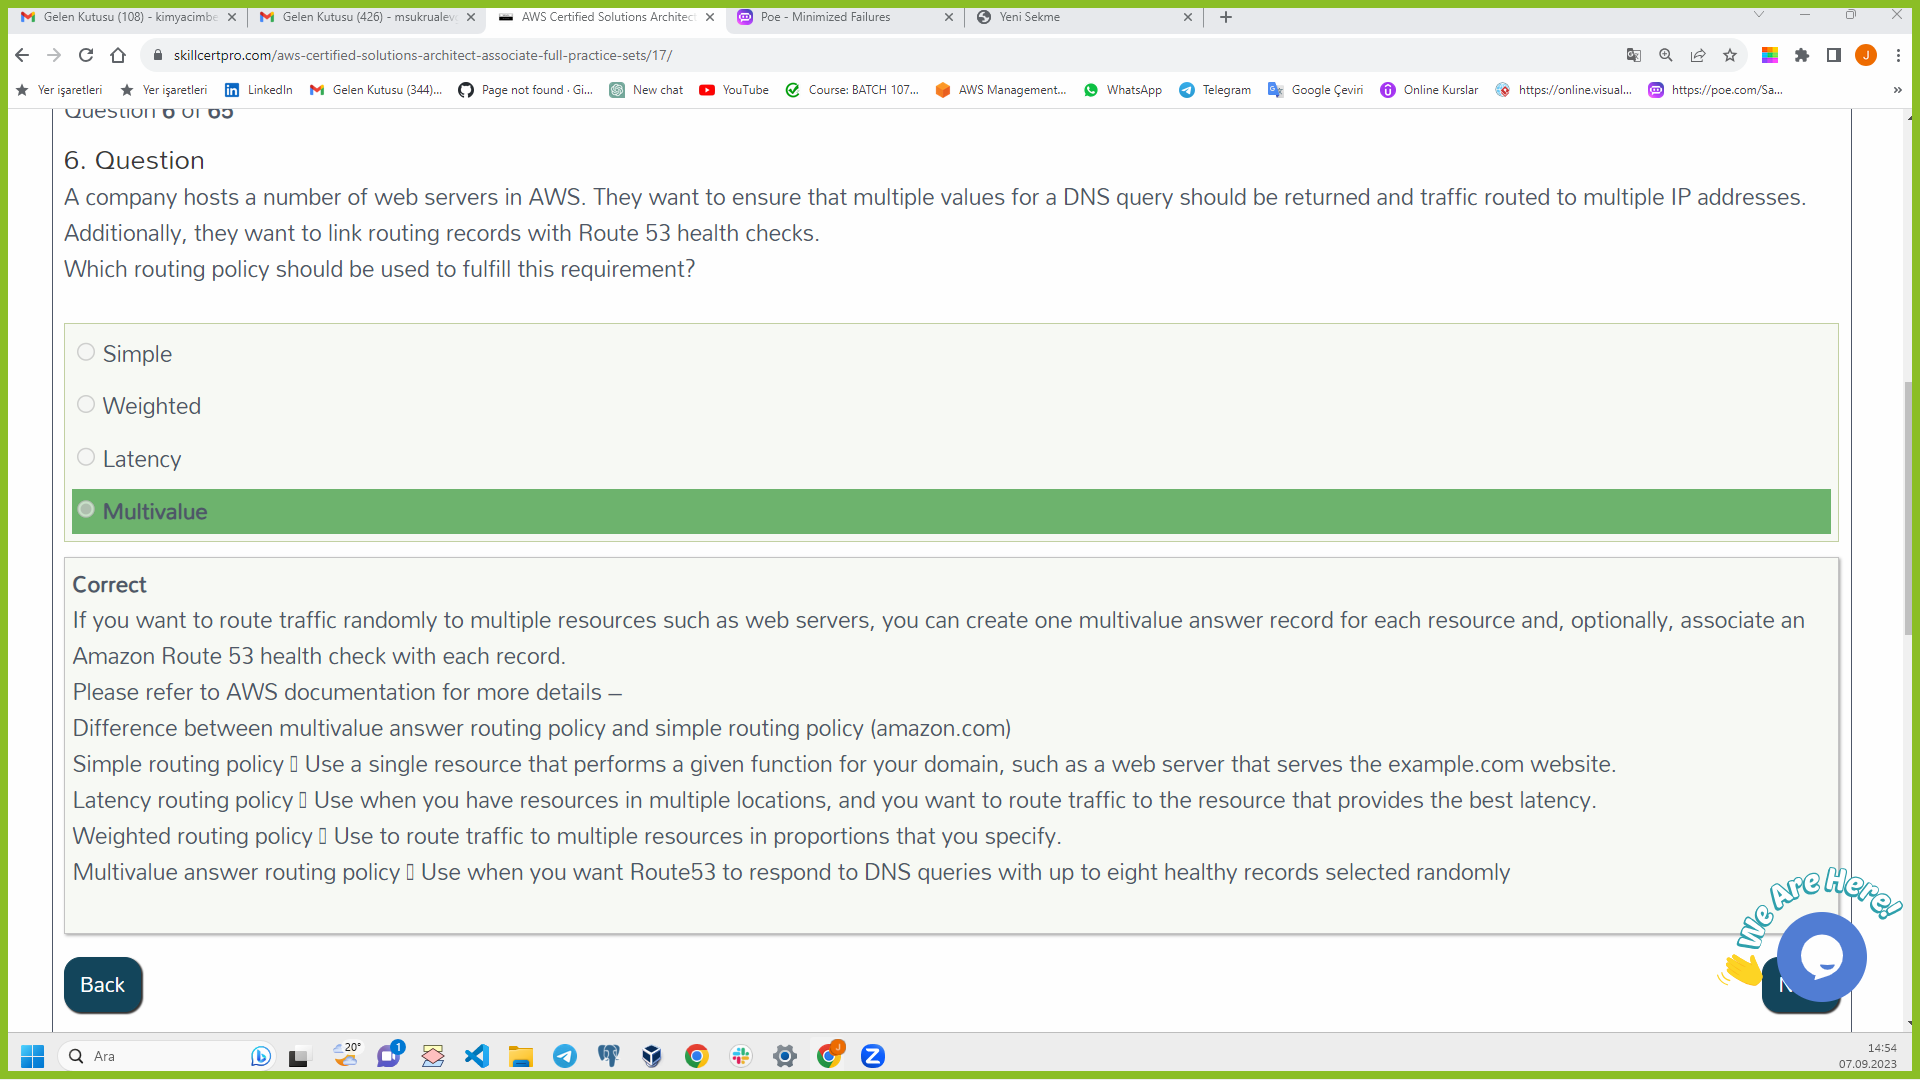 Gelen Kutusu (108) - kimyacimbe
Gelen Kutusu (426) - msukrualev
AWS Certified Solutions Architect
Poe - Minimized Failures
Yeni Sekme
skillcertpro.com/aws-certified-solutions-architect-associate-full-practice-sets/17/
J
Yer işaretleri
Yer işaretleri
LinkedIn
Gelen Kutusu (344)...
Page not found · Gi...
New chat
YouTube
Course: BATCH 107...
AWS Management...
WhatsApp
Telegram
Google Çeviri
Online Kurslar
https://online.visual...
https://poe.com/Sa...
Question 6 of 65
6. Question
A company hosts a number of web servers in AWS. They want to ensure that multiple values for a DNS query should be returned and traffic routed to multiple IP addresses.
Additionally, they want to link routing records with Route 53 health checks.
Which routing policy should be used to fulfill this requirement?
Simple
Weighted
Latency
Multivalue
Correct
If you want to route traffic randomly to multiple resources such as web servers, you can create one multivalue answer record for each resource and, optionally, associate an
Amazon Route 53 health check with each record.
Please refer to AWS documentation for more details –
Difference between multivalue answer routing policy and simple routing policy (amazon.com)
Simple routing policy Use a single resource that performs a given function for your domain, such as a web server that serves the example.com website.
Latency routing policy Use when you have resources in multiple locations, and you want to route traffic to the resource that provides the best latency.
Weighted routing policy Use to route traffic to multiple resources in proportions that you specify.
Multivalue answer routing policy Use when you want Route53 to respond to DNS queries with up to eight healthy records selected randomly
We Are Here!
Back
N
Ara
20°
1
J
14:54
07.09.2023